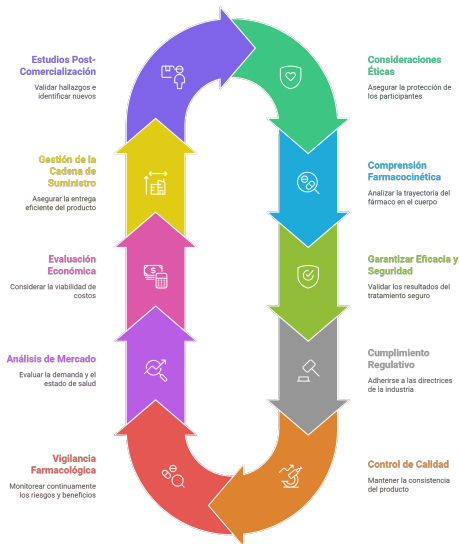 Estudios Post-
Comercialización
Validar hallazgos e
identificar nuevos
Gestión de la
Cadena de
Suministro
Asegurar la entrega
eficiente del producto
Evaluación
Económica
Considerar la viabilidad de
costos
Análisis de Mercado
Evaluar la demanda y el
estado de salud
Vigilancia
Farmacológica
Monitorear continuamente
los riesgos y beneficios
Consideraciones
Éticas
Asegurar la protección de
los participantes
Comprensión
Farmacocinética
Analizar la trayectoria del
fármaco en el cuerpo
Garantizar Eficacia y
Seguridad
Validar los resultados del
tratamiento seguro
Cumplimiento
Regulativo
Adherirse a las directrices
de la industria
Control de Calidad
Mantener la consistencia
del producto